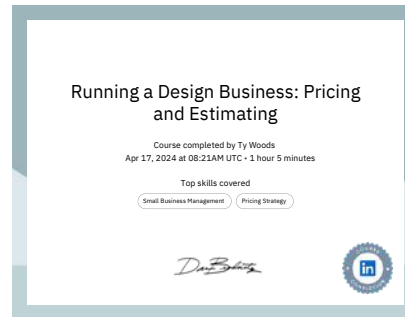 Running a Design Business: Pricing
and Estimating
Course completed by Ty Woods
Apr 17, 2024 at 08:21AM UTC • 1 hour 5 minutes
Top skills covered
Small Business Management
Pricing Strategy
in